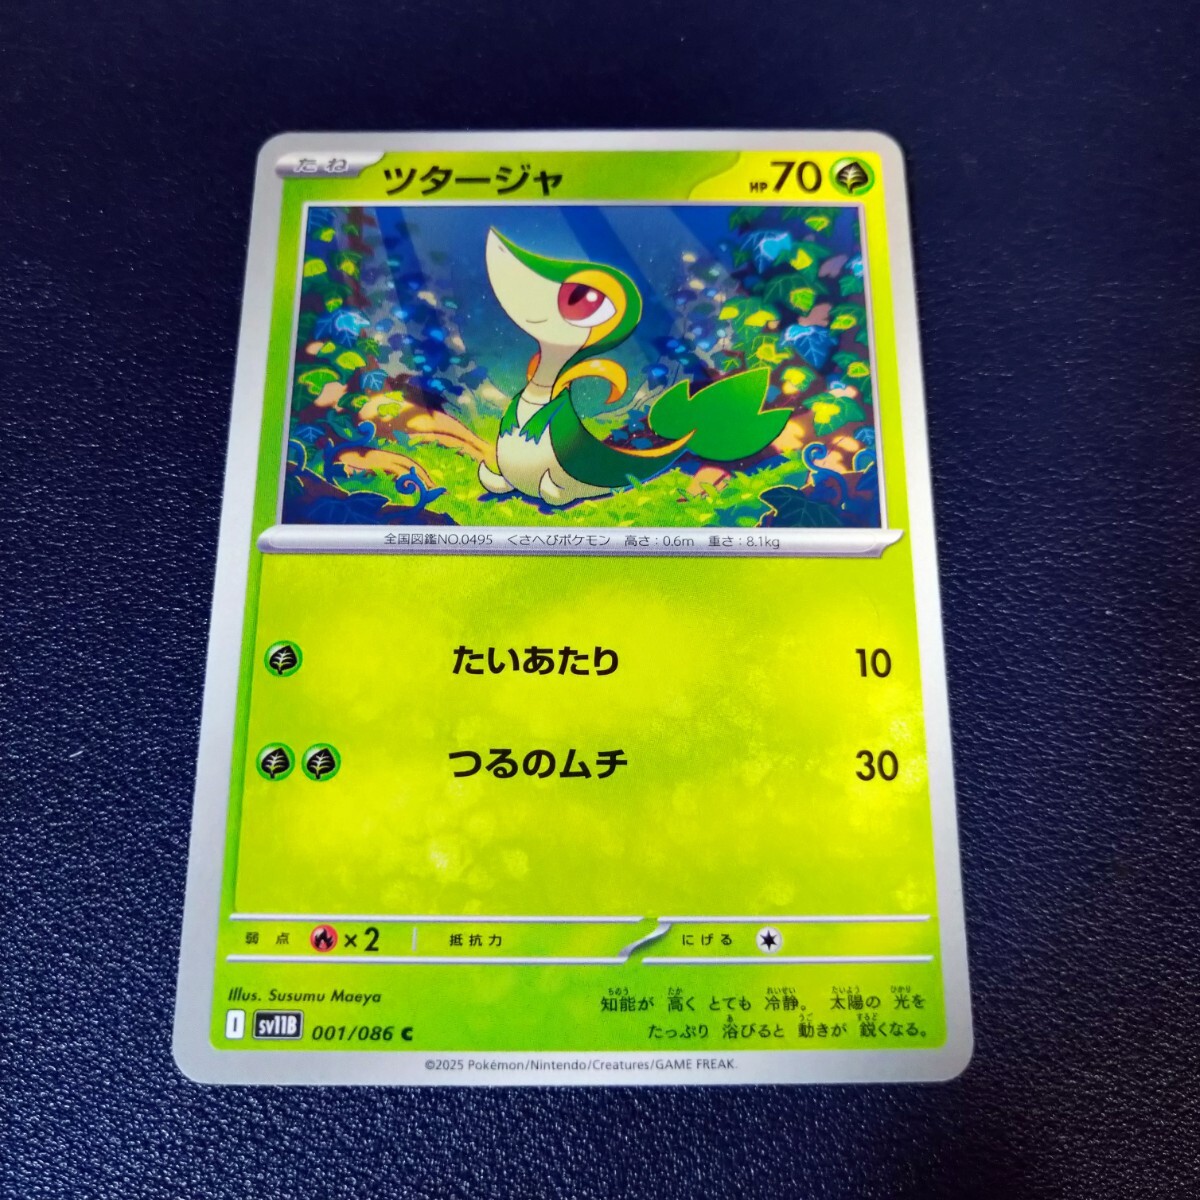 たね ツタージャ HP70
全国図鑑NO.0495 くさへびポケモン 高さ:0.6m 重さ:8.1kg
たいあたり 10
つるのムチ 30
弱点 ×2 抵抗力 にげる
Illus. Susumu Maeya
知能が 高く とても 冷静。 太陽の 光を
たっぷり 浴びると 動きが 鋭くなる。
I sv11B 001/086 C
©2025 Pokémon/Nintendo/Creatures/GAME FREAK.